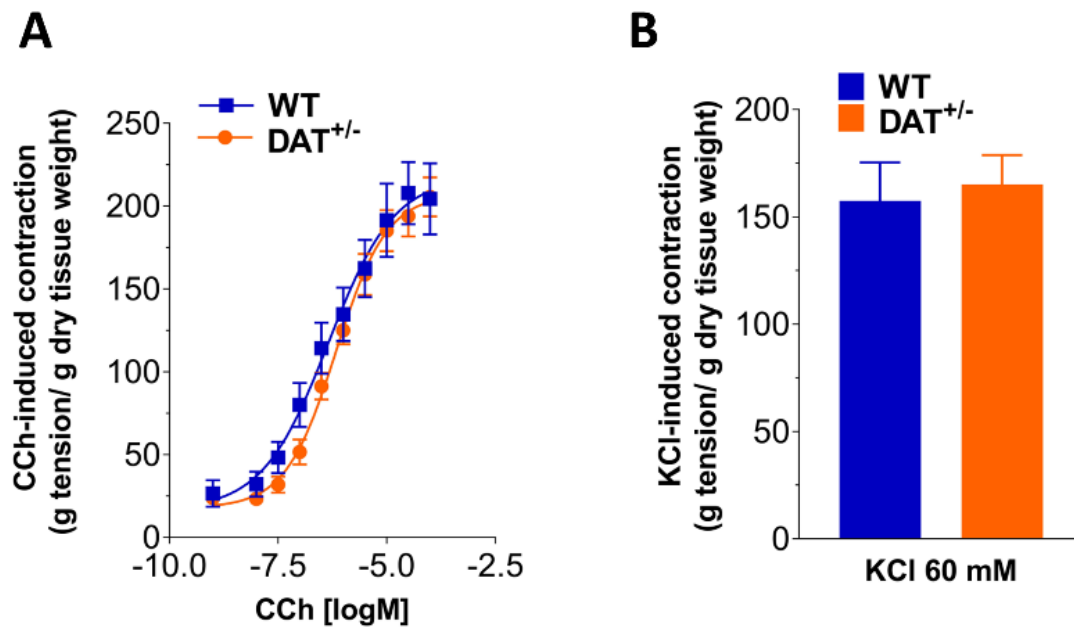 A
WT
DAT+/-
CCh-induced contraction
(g tension/ g dry tissue weight)
250
200
150
100
50
0
-10.0
-7.5
-5.0
-2.5
CCh [logM]
B
WT
DAT+/-
KCl-induced contraction
(g tension/ g dry tissue weight)
200
150
100
50
0
KCl 60 mM